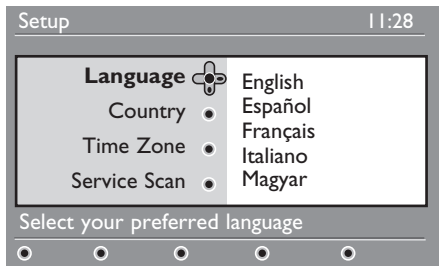 Setup 11:28
Language
Country
Time Zone
Service Scan
English
Español
Français
Italiano
Magyar
Select your preferred language